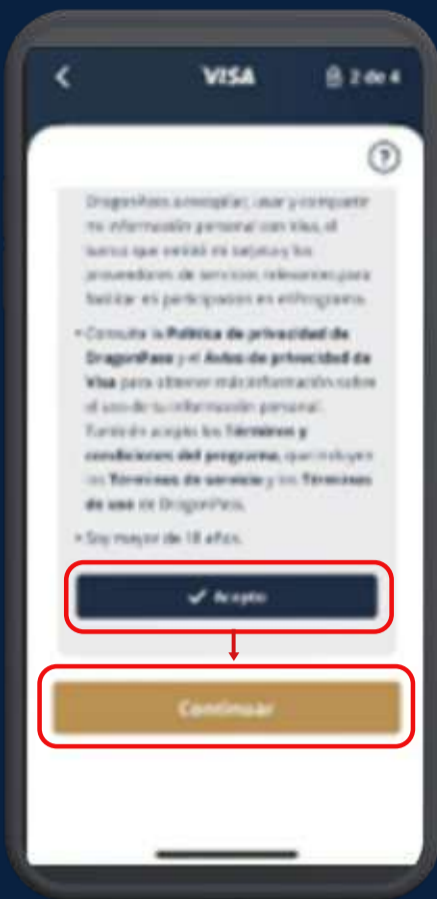 VISA
2 de 4
?
DragonPass a recopilar, usar y compartir
mi información personal con Visa, el
banco que emitió mi tarjeta y los
proveedores de servicios relevantes para
facilitar mi participación en el Programa.
• Consulte la Política de privacidad de
DragonPass y el Aviso de privacidad de
Visa para obtener más información sobre
el uso de tu información personal.
También acepto los Términos y
condiciones del programa, que incluyen
los Términos de servicio y los Términos
de uso de DragonPass.
• Soy mayor de 18 años.
✓ Acepto
Continuar